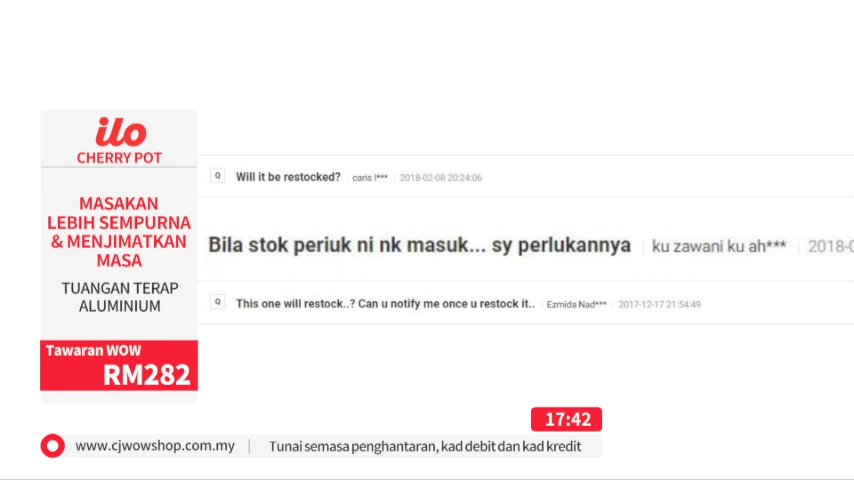 ilo
CHERRY POT
MASAKAN
LEBIH SEMPURNA
& MENJIMATKAN
MASA
TUANGAN TERAP
ALUMINIUM
Tawaran WOW
RM282
Q Will it be restocked? caris l*** 2018-02-08 20:24:06
Bila stok periuk ni nk masuk... sy perlukannya ku zawani ku ah*** 2018-0
Q This one will restock..? Can u notify me once u restock it.. Ezmida Nad*** 2017-12-17 21:54:49
17:42
www.cjwowshop.com.my Tunai semasa penghantaran, kad debit dan kad kredit